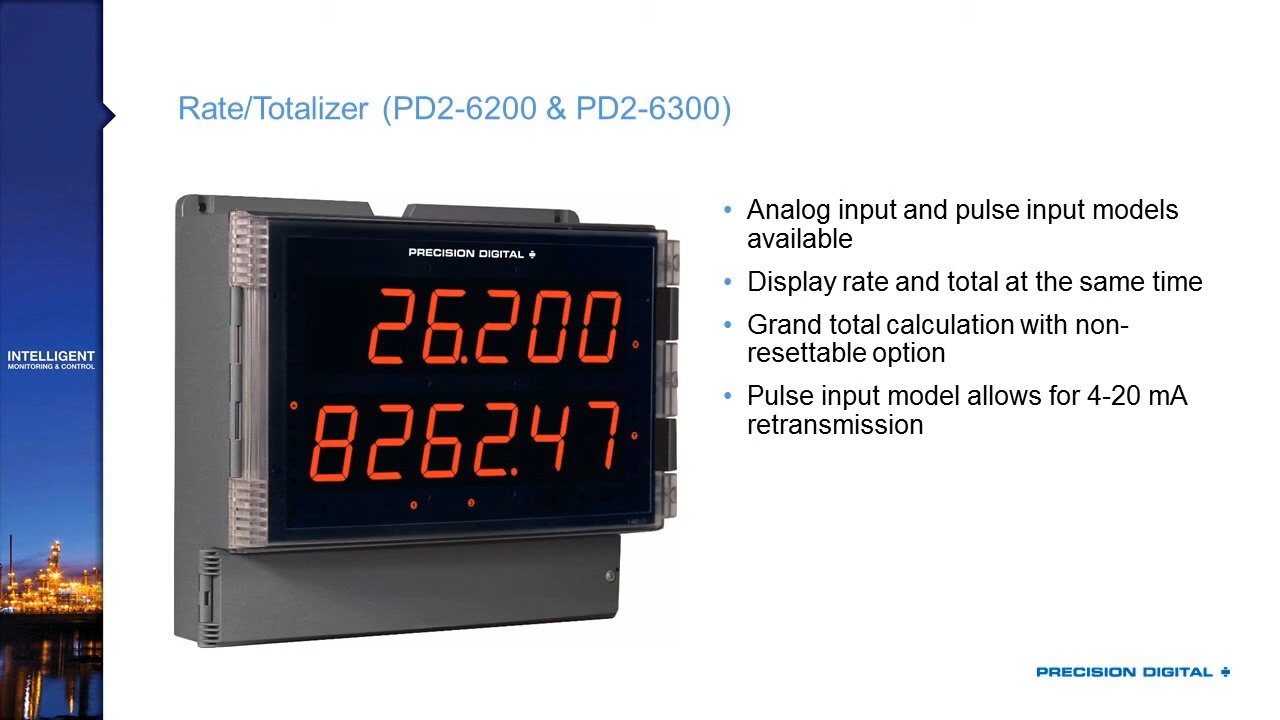 Rate/Totalizer (PD2-6200 & PD2-6300)
INTELLIGENT
MONITORING & CONTROL
PRECISION DIGITAL
26.200
8262.47
• Analog input and pulse input models
available
• Display rate and total at the same time
• Grand total calculation with non-
resettable option
• Pulse input model allows for 4-20 mA
retransmission
PRECISION DIGITAL